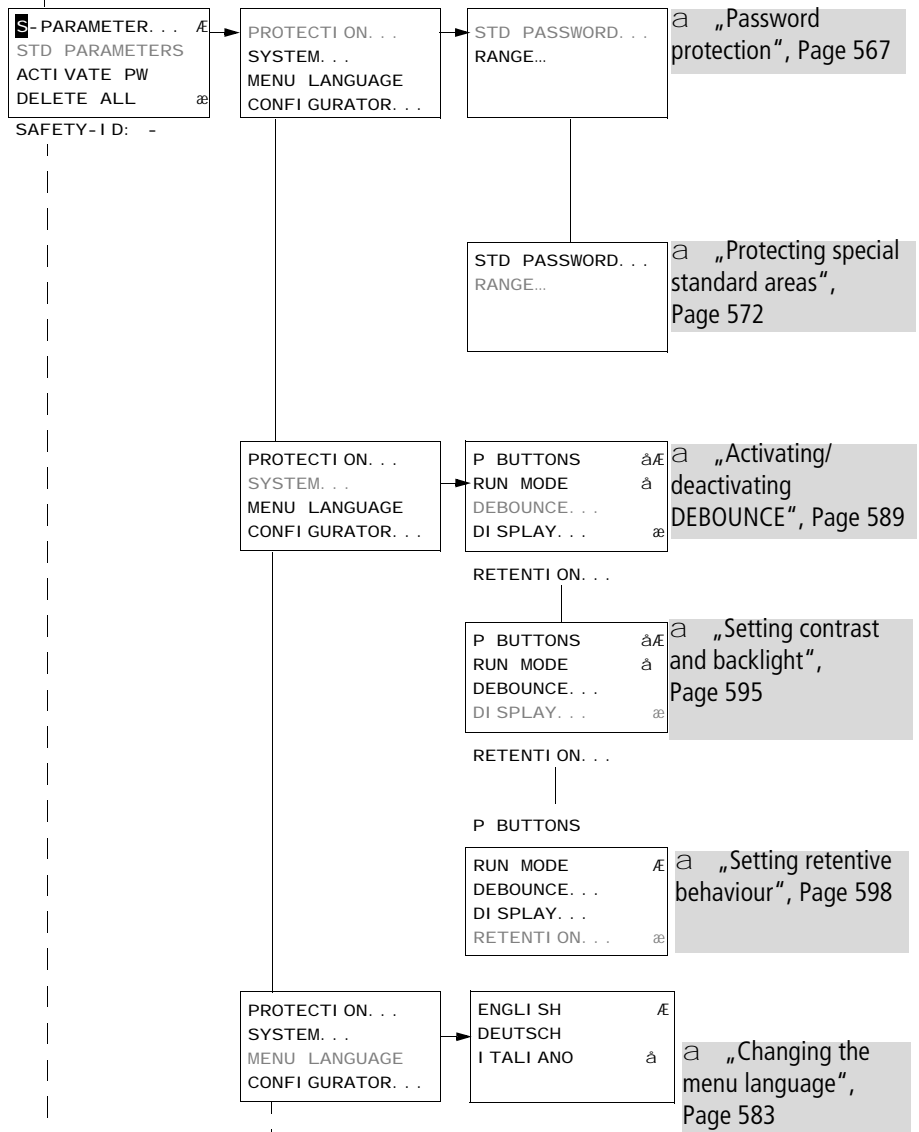 S-PARAMETER... Æ
STD PARAMETERS
ACTIVATE PW
DELETE ALL æ
SAFETY-ID: -
PROTECTION...
SYSTEM...
MENU LANGUAGE
CONFIGURATOR...
STD PASSWORD...
RANGE…
a „Password
protection“, Page 567
STD PASSWORD...
RANGE…
a „Protecting special
standard areas“,
Page 572
PROTECTION...
SYSTEM...
MENU LANGUAGE
CONFIGURATOR...
P BUTTONS åÆ
RUN MODE å
DEBOUNCE...
DISPLAY... æ
RETENTION...
a „Activating/
deactivating
DEBOUNCE“, Page 589
P BUTTONS åÆ
RUN MODE å
DEBOUNCE...
DISPLAY... æ
RETENTION...
a „Setting contrast
and backlight“,
Page 595
P BUTTONS
RUN MODE Æ
DEBOUNCE...
DISPLAY...
RETENTION... æ
a „Setting retentive
behaviour“, Page 598
PROTECTION...
SYSTEM...
MENU LANGUAGE
CONFIGURATOR...
ENGLISH Æ
DEUTSCH
ITALIANO å
a „Changing the
menu language“,
Page 583